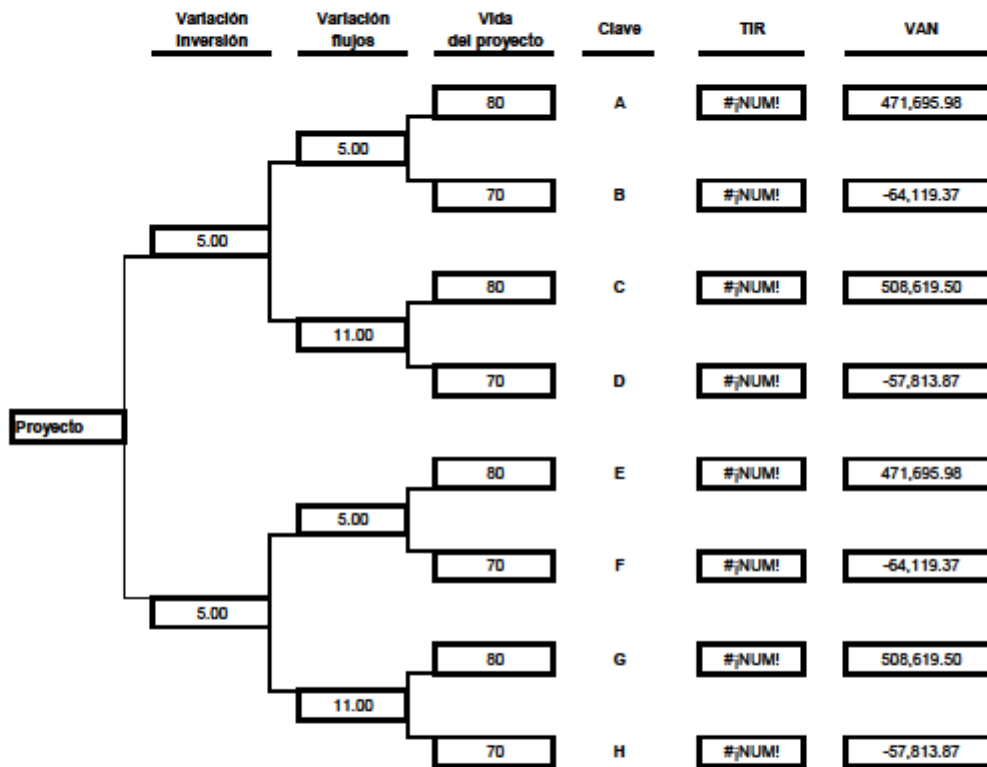 Variación Inversión
Variación flujos
Vida del proyecto
Clave
TIR
VAN
80 A #¡NUM! 471,695.98
5.00
70 B #¡NUM! -64,119.37
5.00
80 C #¡NUM! 508,619.50
11.00
70 D #¡NUM! -57,813.87
Proyecto
80 E #¡NUM! 471,695.98
5.00
70 F #¡NUM! -64,119.37
5.00
80 G #¡NUM! 508,619.50
11.00
70 H #¡NUM! -57,813.87